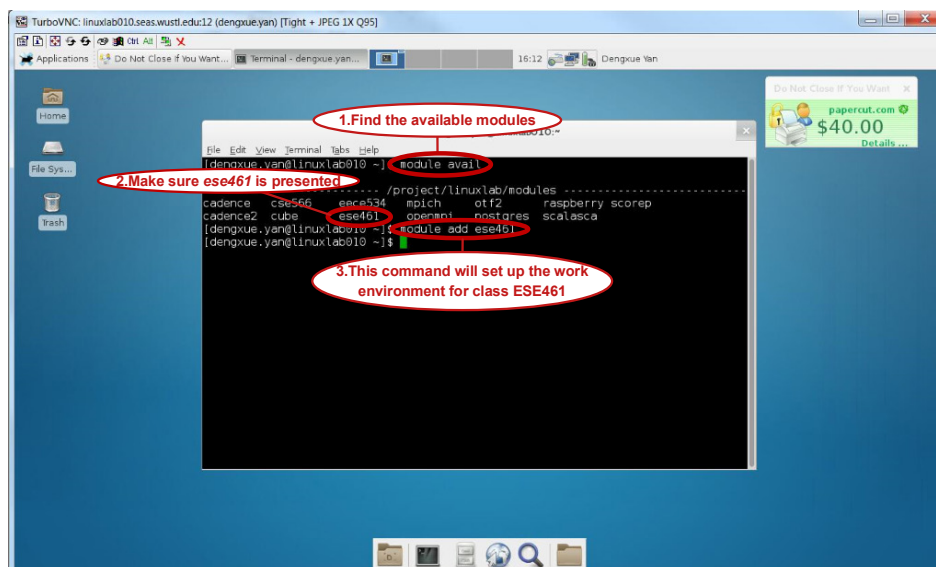 TurboVNC: linuxlab010.seas.wustl.edu:12 (dengxue.yan) [Tight + JPEG 1X Q95]
Ctrl Alt
Applications Do Not Close if You Want... Terminal - dengxue.yan... 16:12 Dengxue Yan
Do Not Close If You Want
papercut.com
$40.00
Details ...
Home
File Sys...
Trash
1.Find the available modules
File Edit View Terminal Tabs Help
[dengxue.yan@linuxlab010 ~] module avail
2.Make sure ese461 is presented
---------- /project/linuxlab/modules --------------------------
cadence cse566 eece534 mpich otf2 raspberry scorep
cadence2 cube ese461 openmpi postgres scalasca
[dengxue.yan@linuxlab010 ~]$ module add ese461
[dengxue.yan@linuxlab010 ~]$
3.This command will set up the work
environment for class ESE461